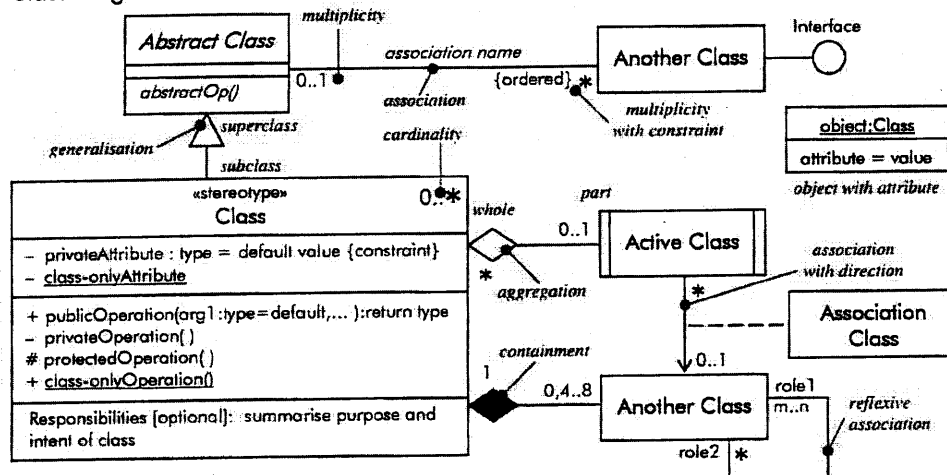 multiplicity
Abstract Class
association name
Another Class
Interface
0..1
{ordered}
*
abstractOp()
association
multiplicity
with constraint
object:Class
attribute = value
object with attribute
superclass
generalisation
cardinality
subclass
«stereotype»
0..*
Class
whole
part
- privateAttribute : type = default value {constraint}
- class-onlyAttribute
0..1
Active Class
association
with direction
*
aggregation
*
+ publicOperation(arg1:type=default,... ):return type
- privateOperation()
# protectedOperation()
+ class-onlyOperation()
Association
Class
containment
0..1
1
0,4..8
Another Class
role1
m..n
reflexive
association
Responsibilities [optional]: summarise purpose and
intent of class
role2
*